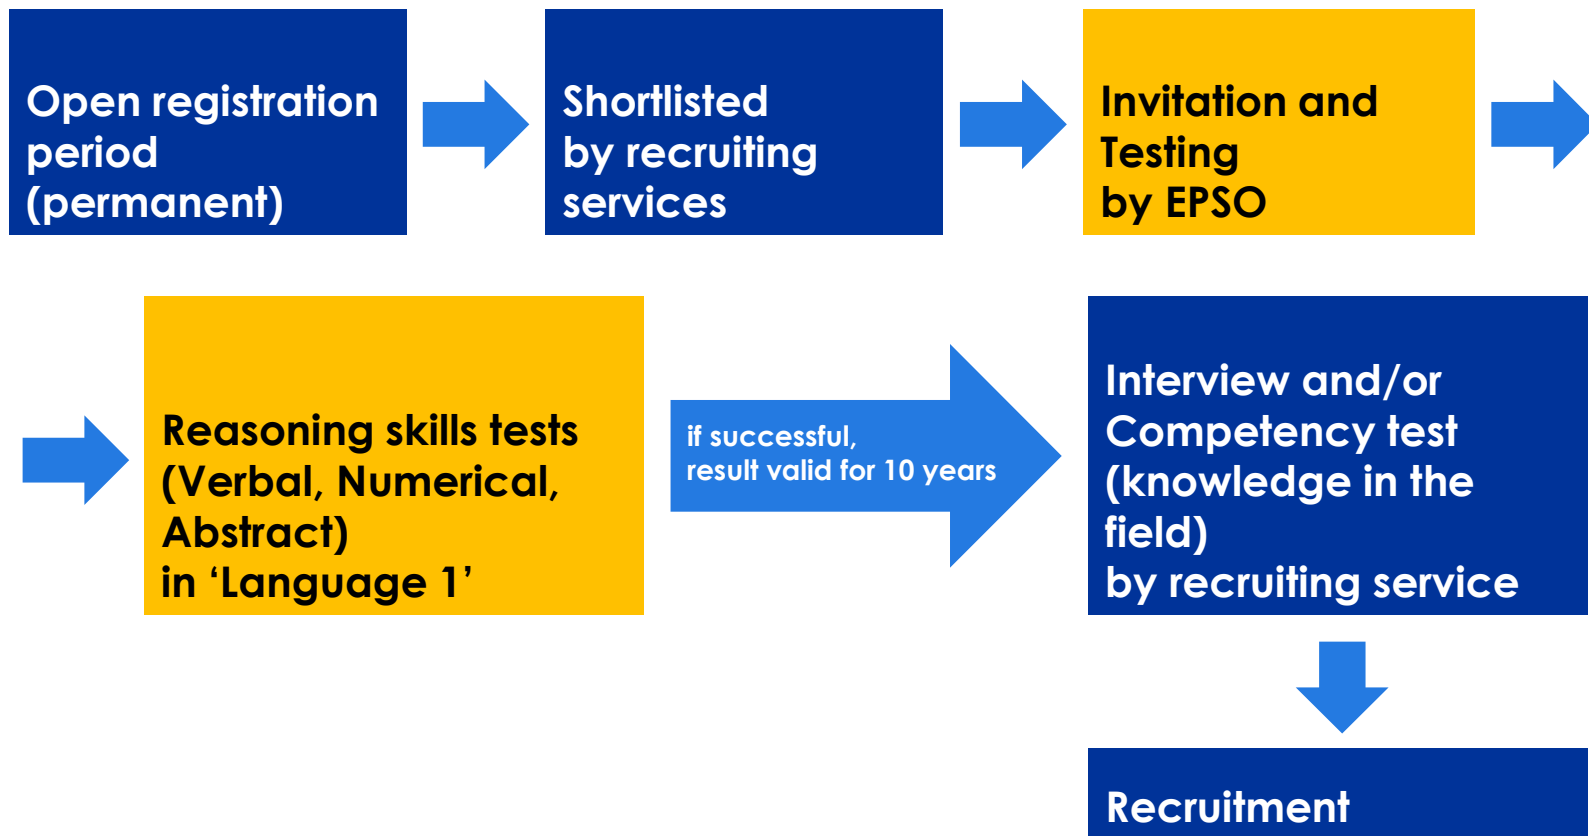 Open registration
period
(permanent)
Shortlisted
by recruiting
services
Invitation and
Testing
by EPSO
Reasoning skills tests
(Verbal, Numerical,
Abstract)
in ‘Language 1’
if successful,
result valid for 10 years
Interview and/or
Competency test
(knowledge in the
field)
by recruiting service
Recruitment